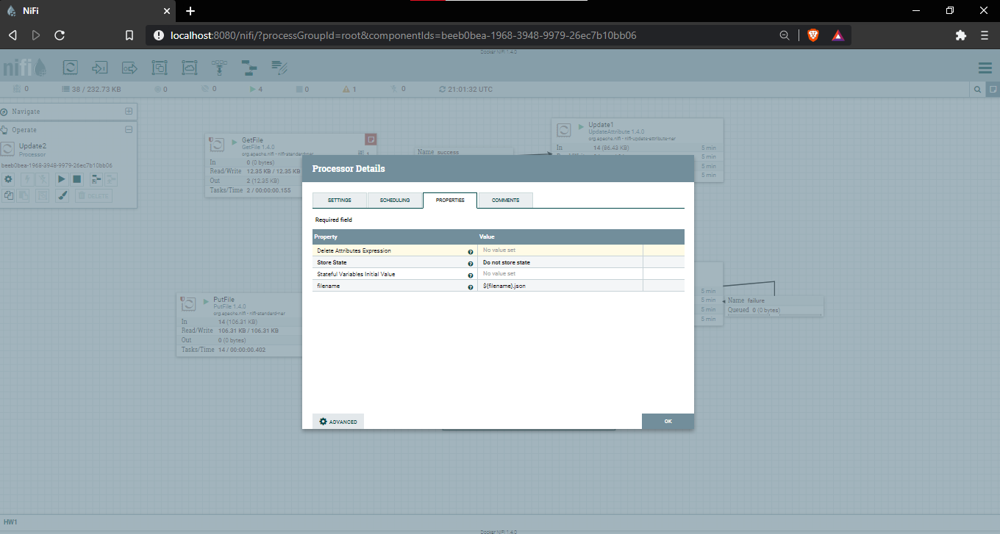 NiFi
localhost:8080/nifi/?processGroupId=root&componentIds=beeb0bea-1968-3948-9979-26ec7b10bb06
Docker NiFi 1.4.0
nifi
0 38 / 232.73 KB 0 0 4 0 1 0 21:01:32 UTC
Navigate
Operate
Update2
Processor
beeb0bea-1968-3948-9979-26ec7b10bb06
DELETE
GetFile
GetFile 1.4.0
org.apache.nifi - nifi-standard-nar
In 0 (0 bytes)
Read/Write 12.35 KB / 12.35 KB
Out 2 (12.35 KB)
Tasks/Time 2 / 00:00:00.155
Name success
Update1
UpdateAttribute 1.4.0
org.apache.nifi - nifi-update-attribute-nar
In 14 (86.43 KB) 5 min
5 min
5 min
5 min
Processor Details
SETTINGS SCHEDULING PROPERTIES COMMENTS
Required field
Property Value
Delete Attributes Expression No value set
Store State Do not store state
Stateful Variables Initial Value No value set
filename ${filename}.json
ADVANCED OK
PutFile
PutFile 1.4.0
org.apache.nifi - nifi-standard-nar
In 14 (106.31 KB)
Read/Write 106.31 KB / 106.31 KB
Out 0 (0 bytes)
Tasks/Time 14 / 00:00:00.402
5 min
5 min
5 min
5 min
Name failure
Queued 0 (0 bytes)
HW1
Docker NiFi 1.4.0